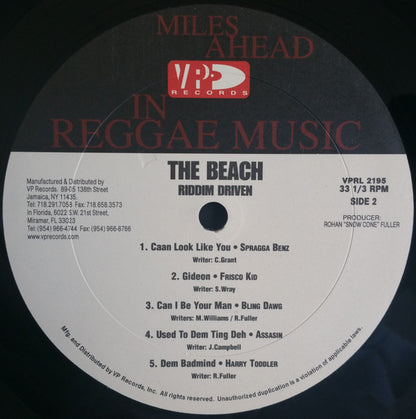 MILES
AHEAD
VP
RECORDS
IN
REGGAE MUSIC
THE BEACH
RIDDIM DRIVEN
Manufactured & Distributed by
VP Records. 89-05 138th Street
Jamaica, NY 11435.
Tel: 718.291.7058 Fax: 718.658.3573
In Florida, 6022 S.W. 21st Street
Miramar, FL 33023
Tel: (954) 966-4744 Fax: (954) 966-8766
www.vprecords.com
VPRL 2195
33 1/3 RPM
SIDE 2
PRODUCER:
ROHAN "SNOW CONE" FULLER
1. Caan Look Like You • SPRAGGA BENZ
Writer: C.Grant
2. Gideon • FRISCO KID
Writer: S.Wray
3. Can I Be Your Man • BLING DAWG
Writers: M.Williams / R.Fuller
4. Used To Dem Ting Deh • ASSASIN
Writer: J.Campbell
5. Dem Badmind • HARRY TODDLER
Writer: R.Fuller
Mfg. and Distributed by VP Records, Inc. All rights reserved. Unauthorized duplication is a violation of applicable laws.